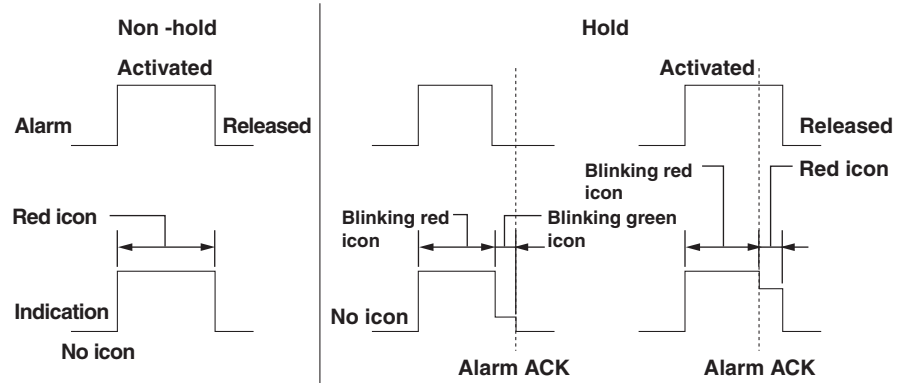 Non -hold
Activated
Alarm
Released
Red icon
Indication
No icon
Hold
Activated
Released
Blinking red
icon
Blinking green
icon
Blinking red
icon
Red icon
No icon
Alarm ACK
Alarm ACK